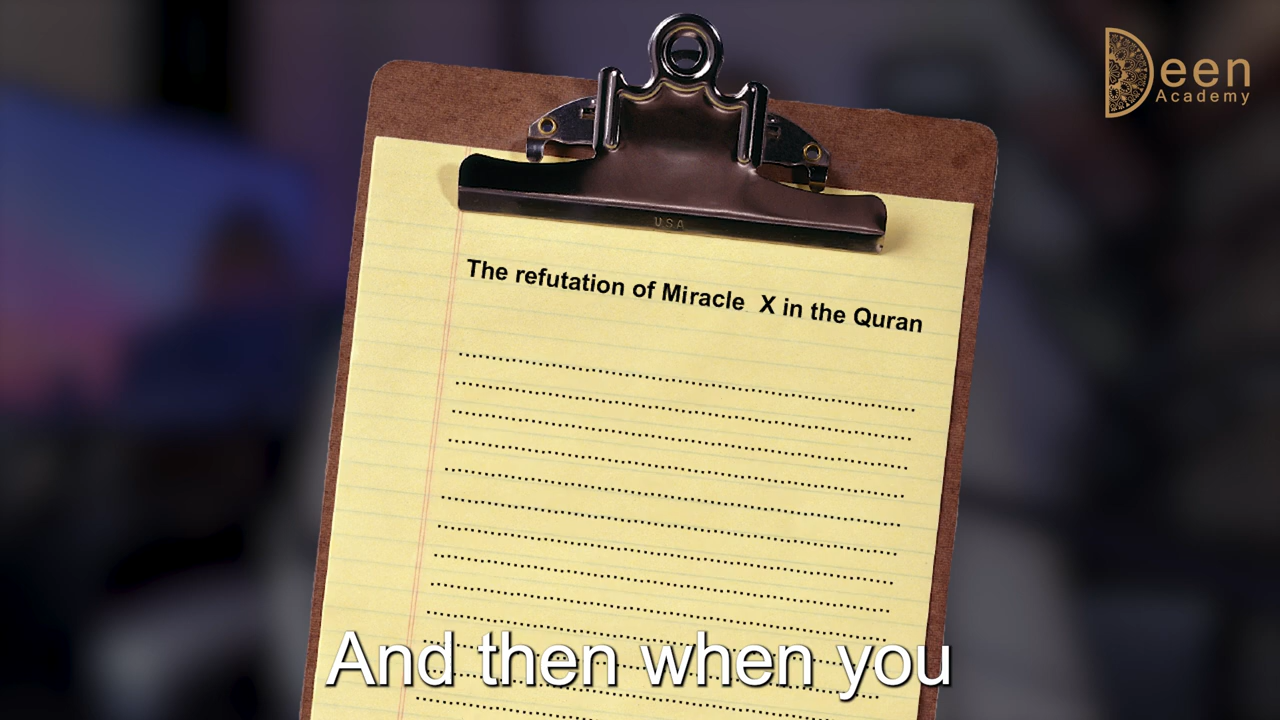 Deen
Academy
USA
The refutation of Miracle X in the Quran
And then when you